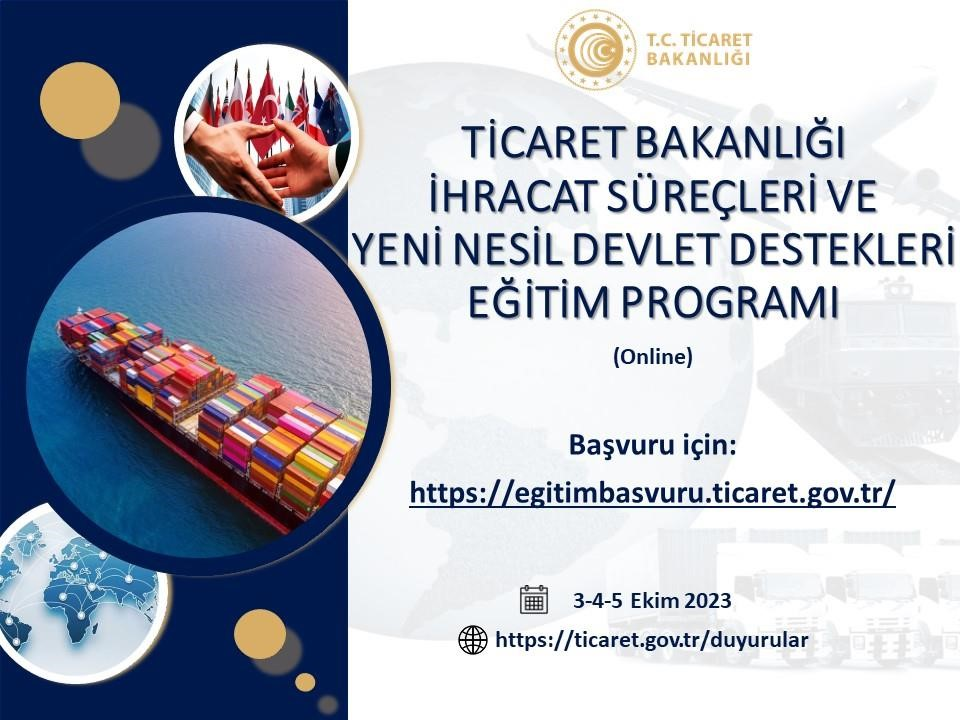 T.C. TİCARET
BAKANLIĞI
TİCARET BAKANLIĞI
İHRACAT SÜREÇLERİ VE
YENİ NESİL DEVLET DESTEKLERİ
EĞİTİM PROGRAMI
(Online)
Başvuru için:
https://egitimbasvuru.ticaret.gov.tr/
3-4-5 Ekim 2023
https://ticaret.gov.tr/duyurular